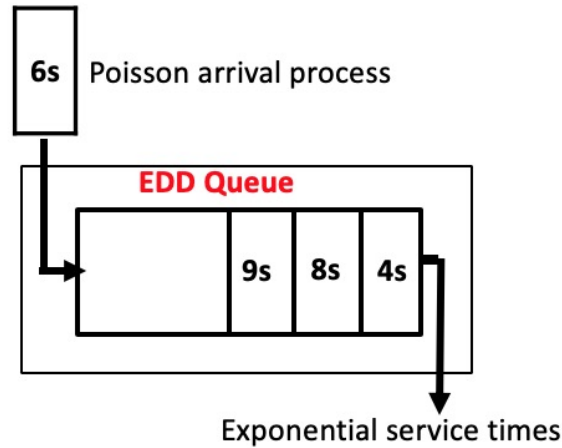 6s Poisson arrival process
EDD Queue
9s 8s 4s
Exponential service times